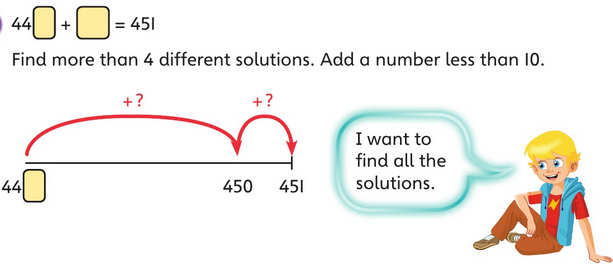 44 + = 451
Find more than 4 different solutions. Add a number less than 10.
+ ? + ?
44 450 451
I want to
find all the
solutions.